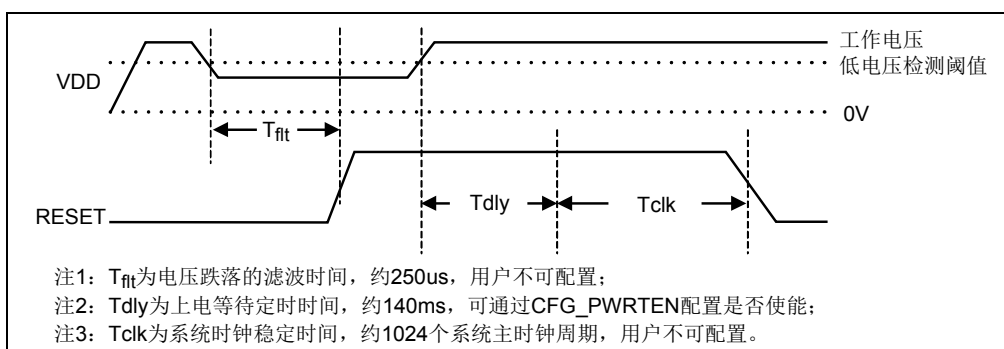 工作电压
低电压检测阈值
VDD
0V
Tflt
RESET
Tdly
Tclk
注1：Tflt为电压跌落的滤波时间，约250us，用户不可配置；
注2：Tdly为上电等待定时时间，约140ms，可通过CFG_PWRTEN配置是否使能；
注3：Tclk为系统时钟稳定时间，约1024个系统主时钟周期，用户不可配置。